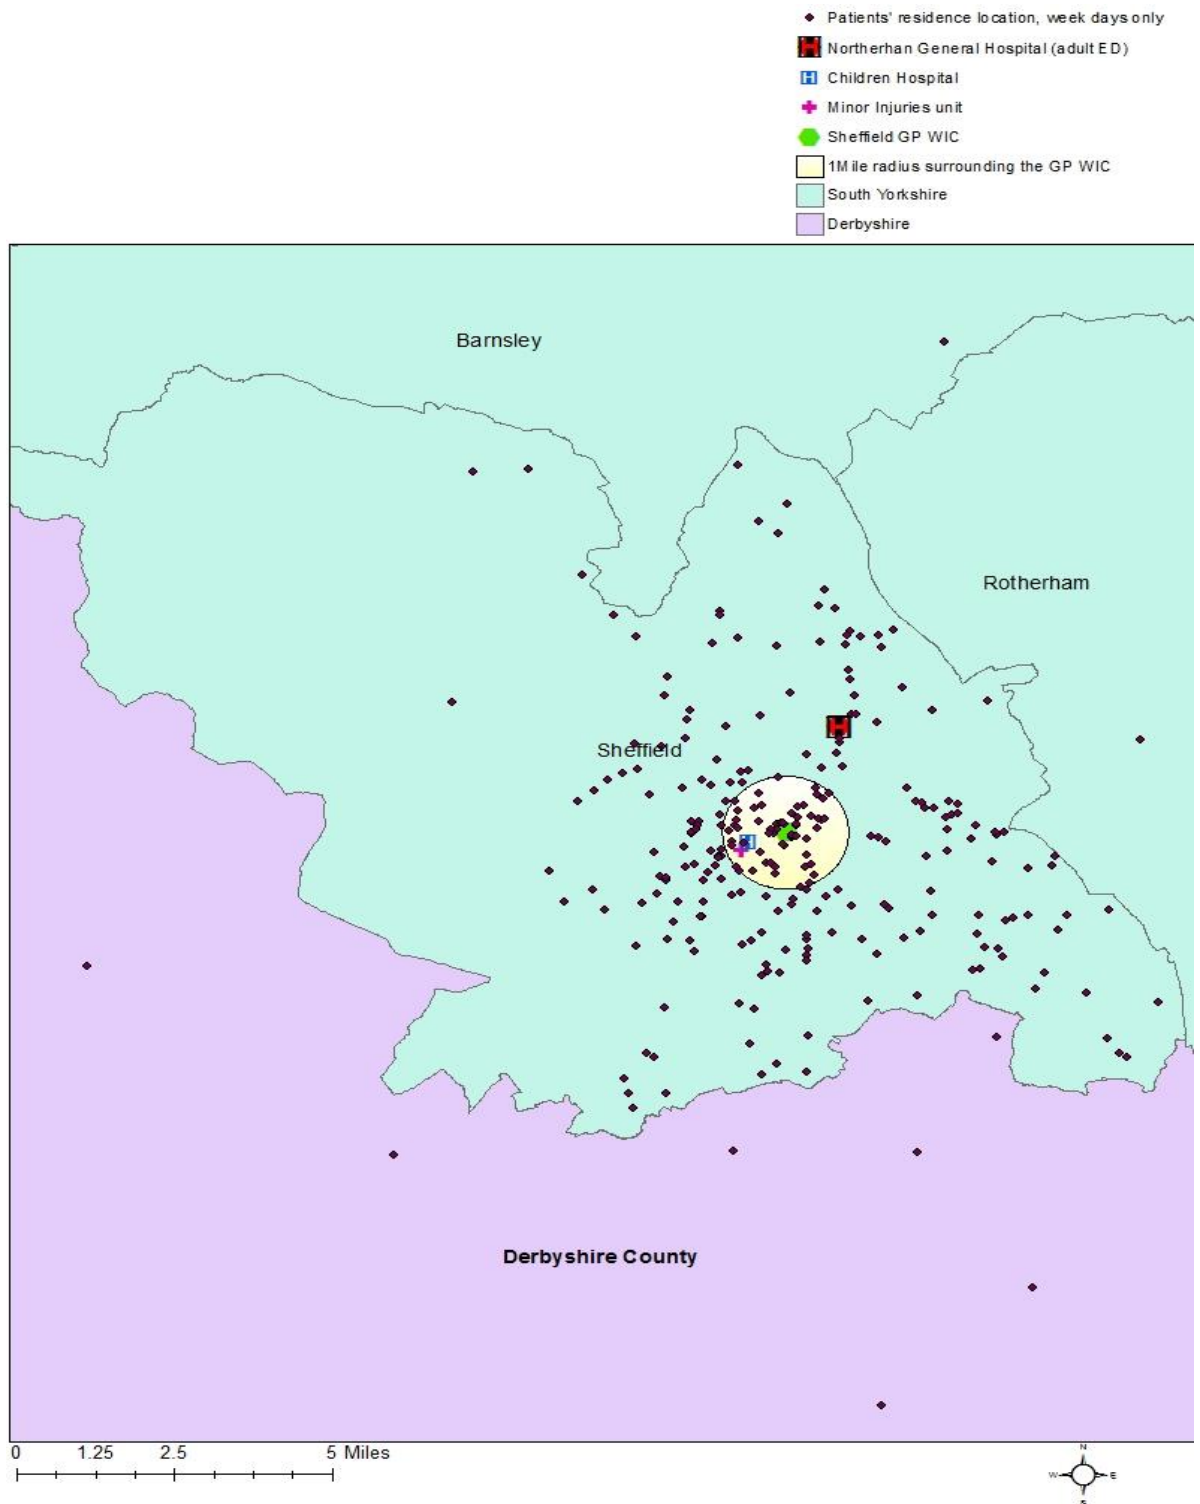 Patients' residence location, week days only
Northerhan General Hospital (adult ED)
Children Hospital
Minor Injuries unit
Sheffield GP WIC
1Mile radius surrounding the GP WIC
South Yorkshire
Derbyshire
Barnsley
Rotherham
Sheffield
Derbyshire County
0 1.25 2.5 5 Miles
N
W E
S